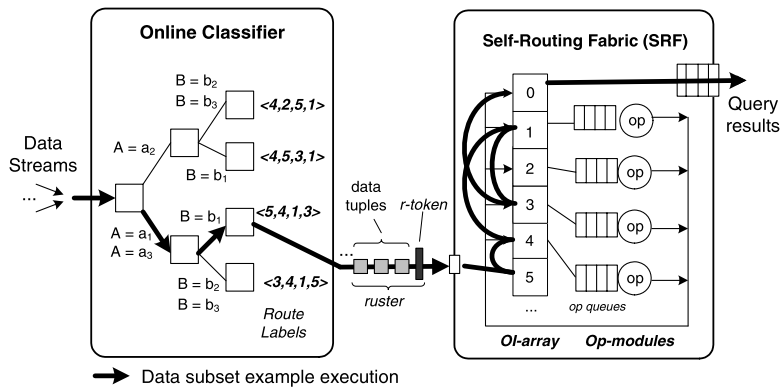 Online Classifier
Self-Routing Fabric (SRF)
Data
Streams
...
A = a2
B = b2
B = b3
<4,2,5,1>
B = b1
<4,5,3,1>
A = a1
A = a3
B = b1
<5,4,1,3>
B = b2
B = b3
<3,4,1,5>
Route
Labels
data
tuples
r-token
...
ruster
0
1
2
3
4
5
...
op
op
op
op
op queues
OI-array
Op-modules
Query
results
Data subset example execution